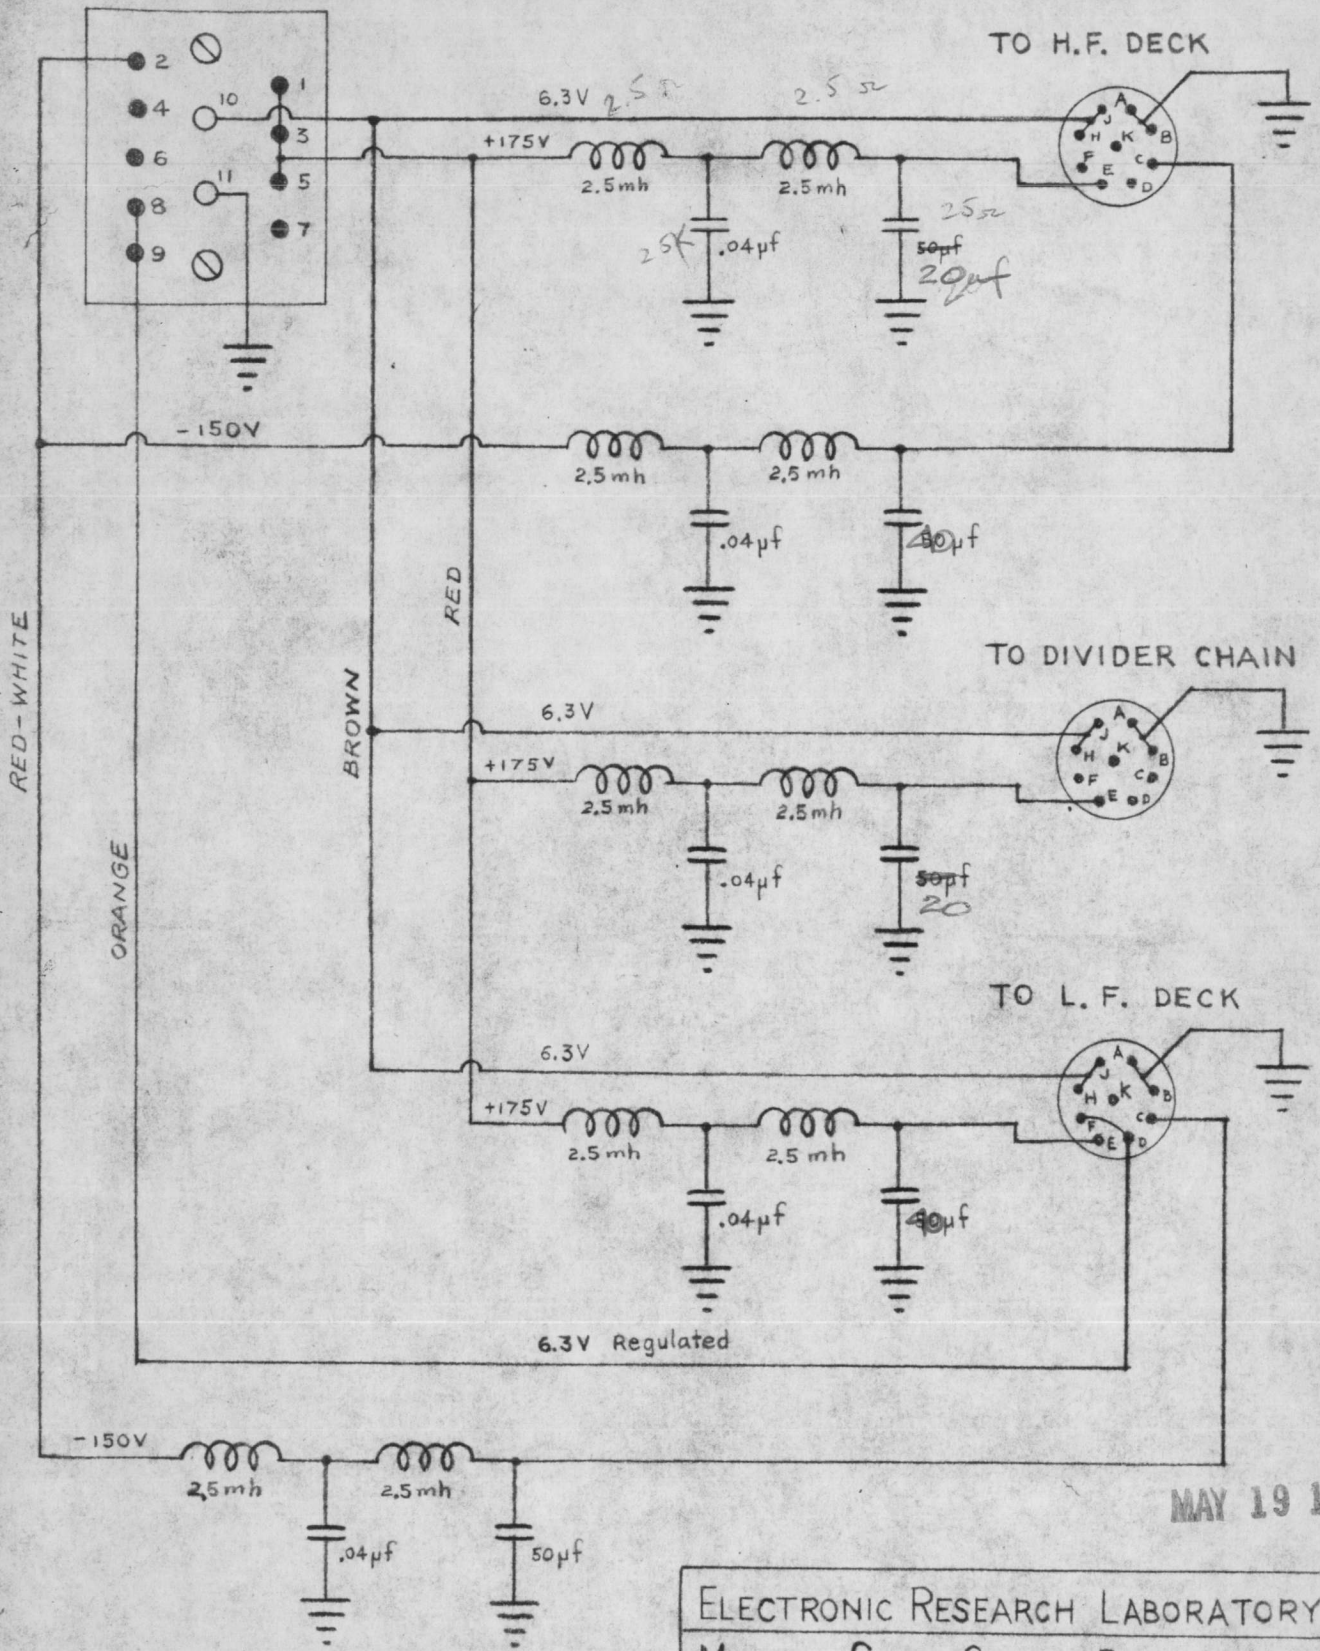 TO H.F. DECK
2
4
6
8
9
10
11
1
3
5
7
6.3V 2.5 Ω 2.5 Ω
+175V
2.5mh 2.5mh
25K .04µf
25Ω
50µf
20µf
A
J
B
H
K
F
C
E
D
-150V
2.5mh 2.5mh
.04µf
40µf
RED-WHITE
ORANGE
BROWN
RED
TO DIVIDER CHAIN
6.3V
+175V
2.5mh 2.5mh
.04µf
50µf
20
A
J
B
H
K
F
C
E
D
TO L. F. DECK
6.3V
+175V
2.5mh 2.5mh
.04µf
40µf
A
J
B
H
K
F
C
E
D
6.3V Regulated
-150V
2.5mh 2.5mh
.04µf 50µf
MAY 19 1
ELECTRONIC RESEARCH LABORATORY